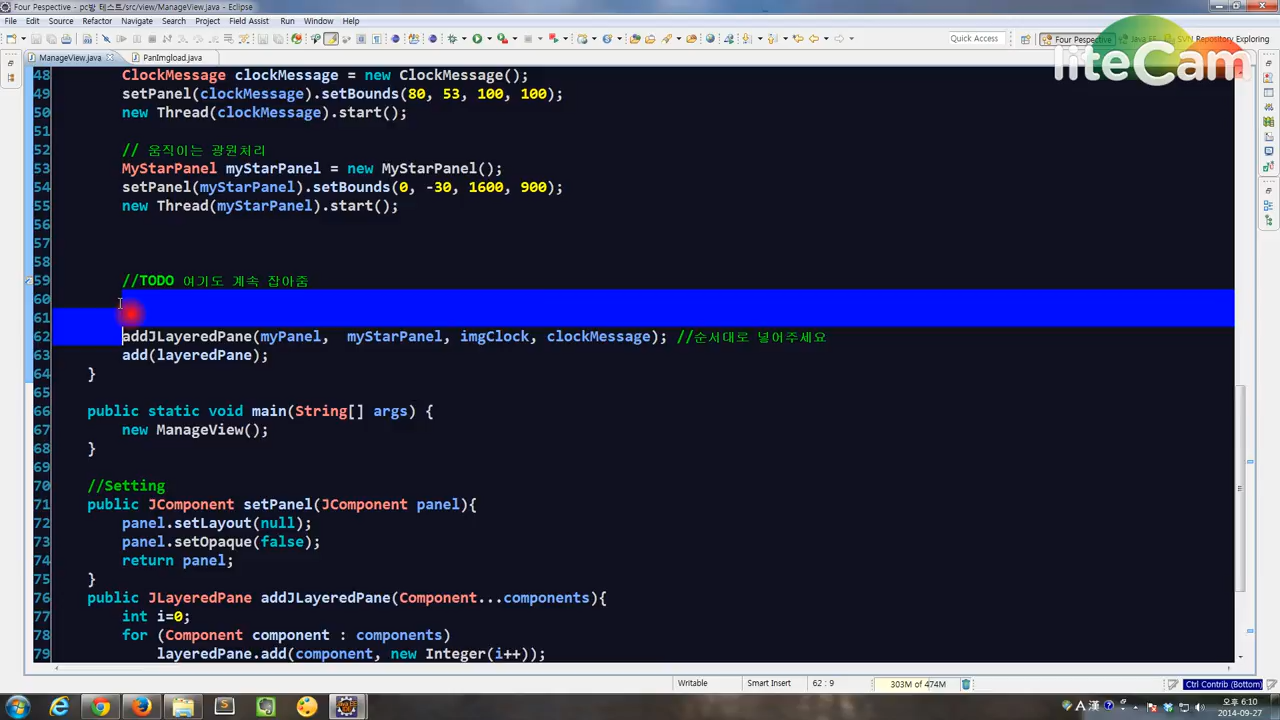 Four Perspective - pc방 테스트/src/view/ManageView.java - Eclipse
File Edit Source Refactor Navigate Search Project Field Assist Run Window Help
Quick Access
Four Perspective
Java EE
SVN Repository Exploring
liteCam
ManageView.java
PanImgload.java
48 ClockMessage clockMessage = new ClockMessage();
49 setPanel(clockMessage).setBounds(80, 53, 100, 100);
50 new Thread(clockMessage).start();
51
52 // 움직이는 광원처리
53 MyStarPanel myStarPanel = new MyStarPanel();
54 setPanel(myStarPanel).setBounds(0, -30, 1600, 900);
55 new Thread(myStarPanel).start();
56
57
58
59 //TODO 여기도 계속 잡아줌
60
61
62 addJLayeredPane(myPanel, myStarPanel, imgClock, clockMessage); //순서대로 넣어주세요
63 add(layeredPane);
64 }
65
66 public static void main(String[] args) {
67 new ManageView();
68 }
69
70 //Setting
71 public JComponent setPanel(JComponent panel){
72 panel.setLayout(null);
73 panel.setOpaque(false);
74 return panel;
75 }
76 public JLayeredPane addJLayeredPane(Component...components){
77 int i=0;
78 for (Component component : components)
79 layeredPane.add(component, new Integer(i++));
Writable Smart Insert 62 : 9 303M of 474M Ctrl Contrib (Bottom)
A 漢
오후 6:10
2014-09-27